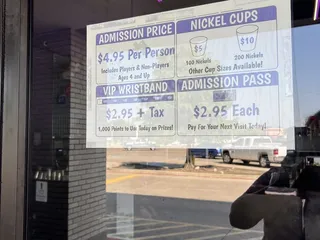 ADMISSION PRICE
$4.95 Per Person
Includes Players & Non-Players
Ages 4 and Up
NICKEL CUPS
$5
$10
100 Nickels
200 Nickels
Other Cup Sizes Available!
VIP WRISTBAND
$2.95 + Tax
1,000 Points to Use Today on Prizes!
ADMISSION PASS
$2.95 Each
Pay For Your Next Visit Today!